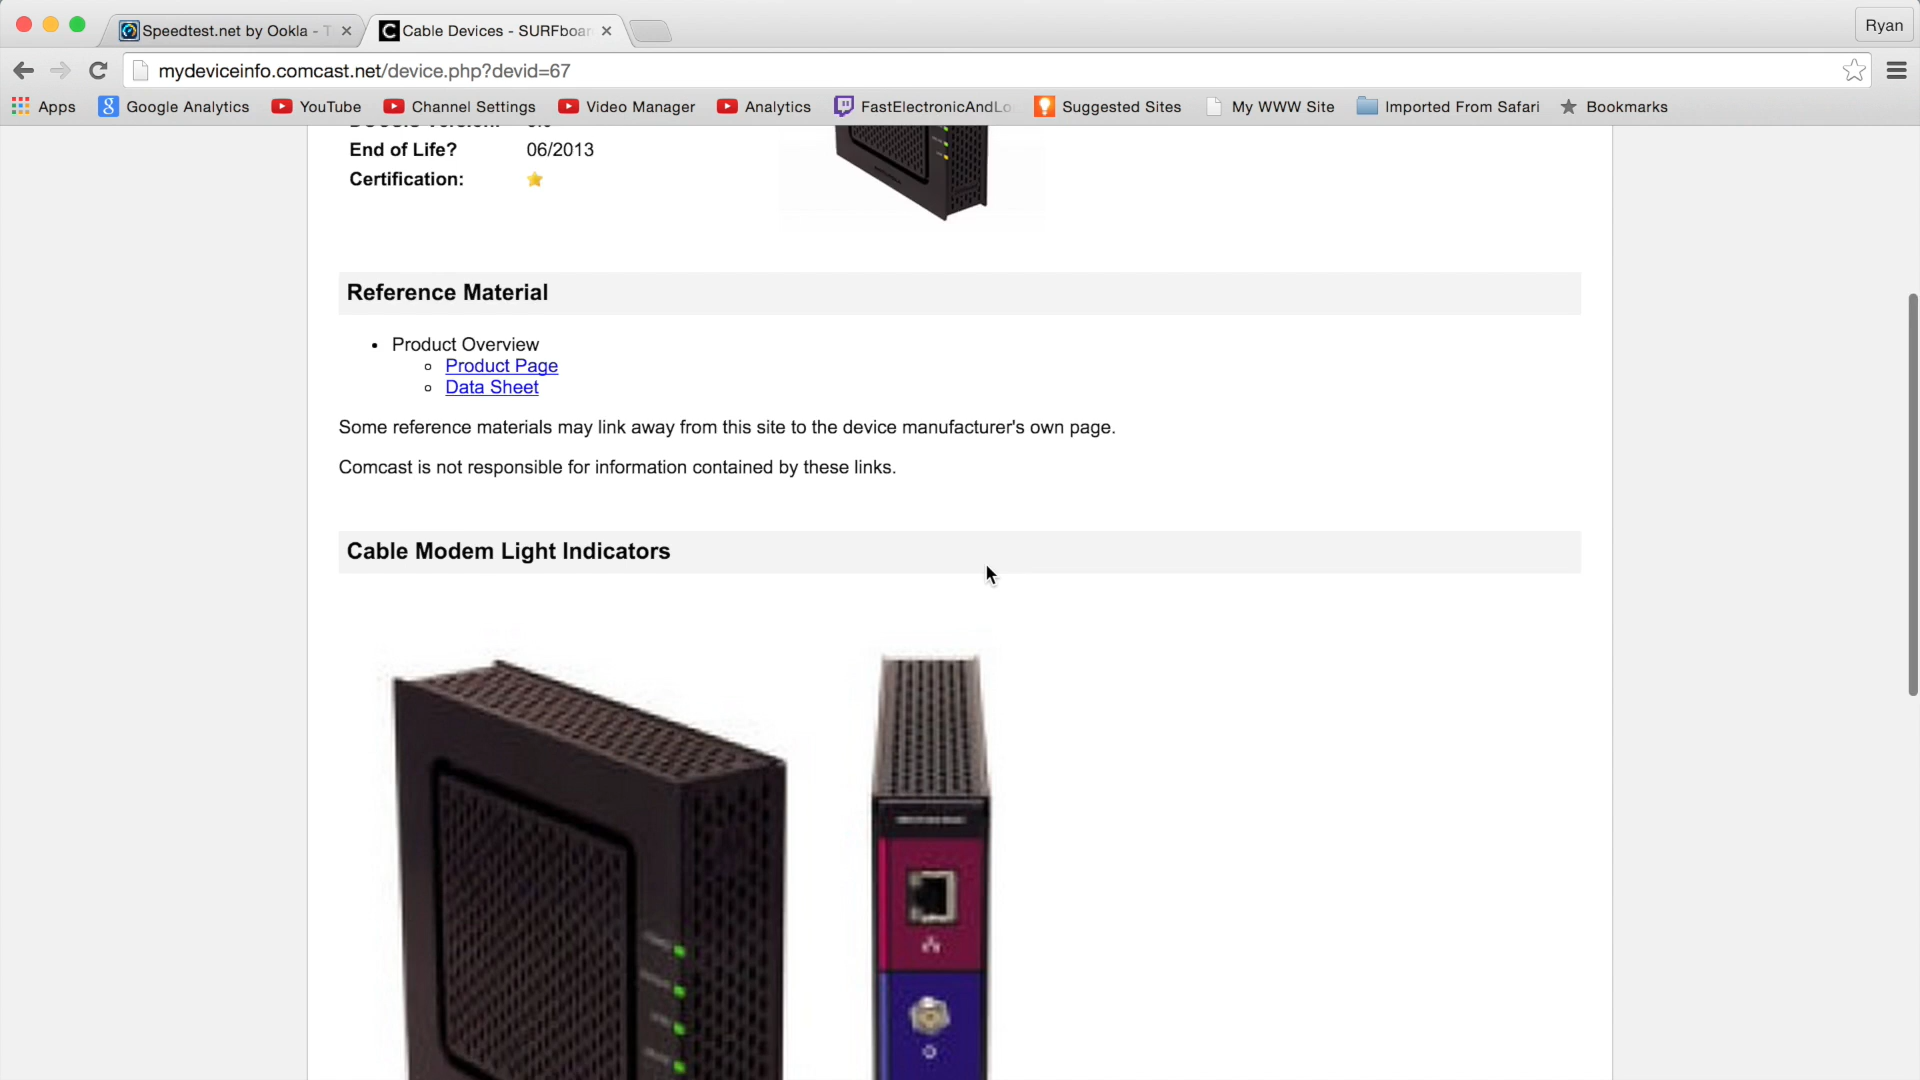 Speedtest.net by Ookla - T
Cable Devices - SURFboar
Ryan
mydeviceinfo.comcast.net/device.php?devid=67
Apps
Google Analytics
YouTube
Channel Settings
Video Manager
Analytics
FastElectronicAndLo
Suggested Sites
My WWW Site
Imported From Safari
Bookmarks
End of Life? 06/2013
Certification:
Reference Material
• Product Overview
Product Page
Data Sheet
Some reference materials may link away from this site to the device manufacturer's own page.
Comcast is not responsible for information contained by these links.
Cable Modem Light Indicators